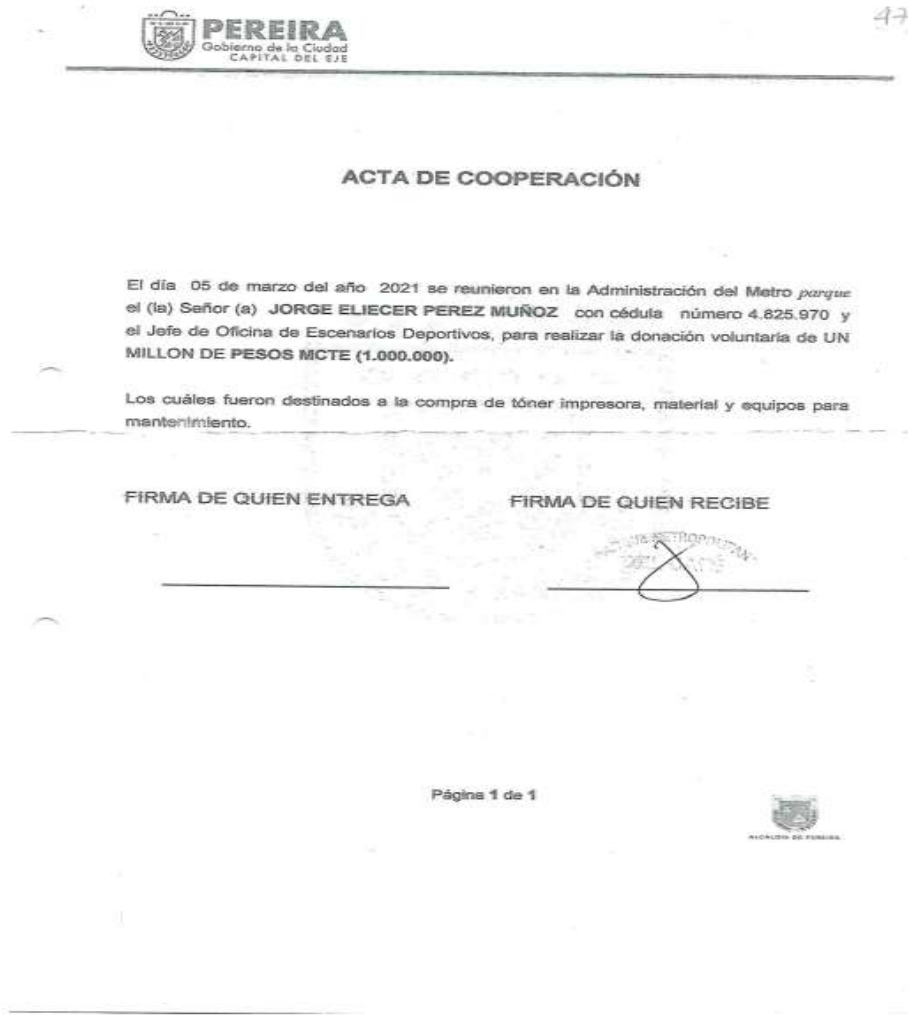 47
PEREIRA
Gobierno de la Ciudad
CAPITAL DEL EJE
ACTA DE COOPERACIÓN
El día 05 de marzo del año 2021 se reunieron en la Administración del Metro parque
el (la) Señor (a) JORGE ELIECER PEREZ MUÑOZ con cédula número 4.825.970 y
el Jefe de Oficina de Escenarios Deportivos, para realizar la donación voluntaria de UN
MILLON DE PESOS MCTE (1.000.000).
Los cuáles fueron destinados a la compra de tóner impresora, material y equipos para
mantenimiento.
FIRMA DE QUIEN ENTREGA FIRMA DE QUIEN RECIBE
Página 1 de 1
ALCALDÍA DE PEREIRA